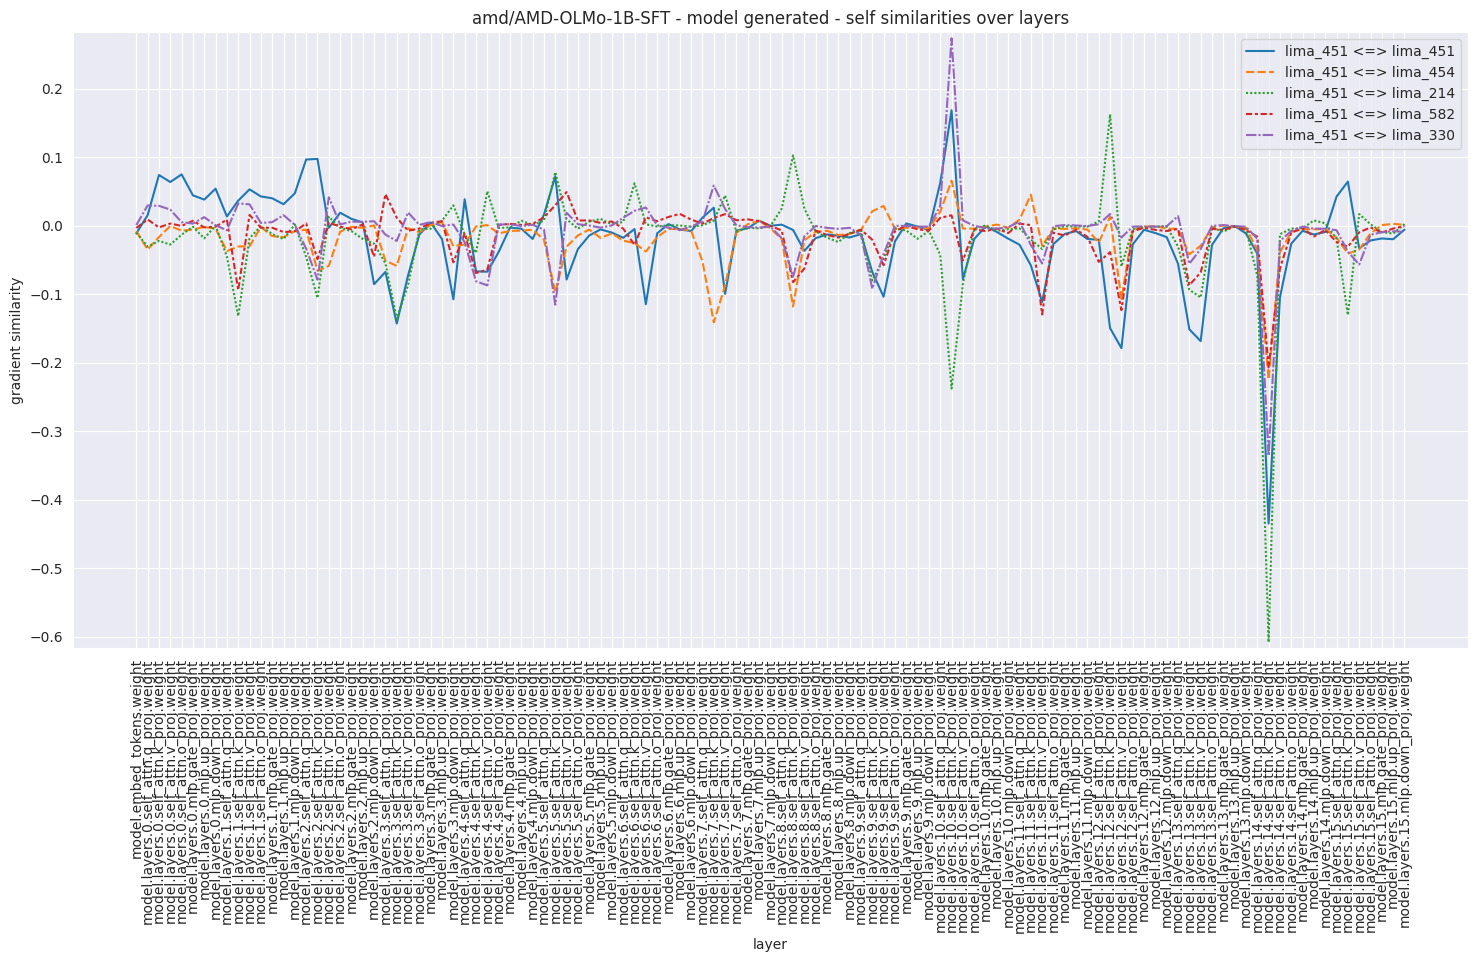 amd/AMD-OLMo-1B-SFT - model generated - self similarities over layers
lima_451 <=> lima_451
lima_451 <=> lima_454
lima_451 <=> lima_214
lima_451 <=> lima_582
lima_451 <=> lima_330
gradient similarity
0.2
0.1
0.0
−0.1
−0.2
−0.3
−0.4
−0.5
−0.6
model.embed_tokens.weight
model.layers.0.self_attn.q_proj.weight
model.layers.0.self_attn.k_proj.weight
model.layers.0.self_attn.v_proj.weight
model.layers.0.self_attn.o_proj.weight
model.layers.0.mlp.gate_proj.weight
model.layers.0.mlp.up_proj.weight
model.layers.0.mlp.down_proj.weight
model.layers.1.self_attn.q_proj.weight
model.layers.1.self_attn.k_proj.weight
model.layers.1.self_attn.v_proj.weight
model.layers.1.self_attn.o_proj.weight
model.layers.1.mlp.gate_proj.weight
model.layers.1.mlp.up_proj.weight
model.layers.1.mlp.down_proj.weight
model.layers.2.self_attn.q_proj.weight
model.layers.2.self_attn.k_proj.weight
model.layers.2.self_attn.v_proj.weight
model.layers.2.self_attn.o_proj.weight
model.layers.2.mlp.gate_proj.weight
model.layers.2.mlp.up_proj.weight
model.layers.2.mlp.down_proj.weight
model.layers.3.self_attn.q_proj.weight
model.layers.3.self_attn.k_proj.weight
model.layers.3.self_attn.v_proj.weight
model.layers.3.self_attn.o_proj.weight
model.layers.3.mlp.gate_proj.weight
model.layers.3.mlp.up_proj.weight
model.layers.3.mlp.down_proj.weight
model.layers.4.self_attn.q_proj.weight
model.layers.4.self_attn.k_proj.weight
model.layers.4.self_attn.v_proj.weight
model.layers.4.self_attn.o_proj.weight
model.layers.4.mlp.gate_proj.weight
model.layers.4.mlp.up_proj.weight
model.layers.4.mlp.down_proj.weight
model.layers.5.self_attn.q_proj.weight
model.layers.5.self_attn.k_proj.weight
model.layers.5.self_attn.v_proj.weight
model.layers.5.self_attn.o_proj.weight
model.layers.5.mlp.gate_proj.weight
model.layers.5.mlp.up_proj.weight
model.layers.5.mlp.down_proj.weight
model.layers.6.self_attn.q_proj.weight
model.layers.6.self_attn.k_proj.weight
model.layers.6.self_attn.v_proj.weight
model.layers.6.self_attn.o_proj.weight
model.layers.6.mlp.gate_proj.weight
model.layers.6.mlp.up_proj.weight
model.layers.6.mlp.down_proj.weight
model.layers.7.self_attn.q_proj.weight
model.layers.7.self_attn.k_proj.weight
model.layers.7.self_attn.v_proj.weight
model.layers.7.self_attn.o_proj.weight
model.layers.7.mlp.gate_proj.weight
model.layers.7.mlp.up_proj.weight
model.layers.7.mlp.down_proj.weight
model.layers.8.self_attn.q_proj.weight
model.layers.8.self_attn.k_proj.weight
model.layers.8.self_attn.v_proj.weight
model.layers.8.self_attn.o_proj.weight
model.layers.8.mlp.gate_proj.weight
model.layers.8.mlp.up_proj.weight
model.layers.8.mlp.down_proj.weight
model.layers.9.self_attn.q_proj.weight
model.layers.9.self_attn.k_proj.weight
model.layers.9.self_attn.v_proj.weight
model.layers.9.self_attn.o_proj.weight
model.layers.9.mlp.gate_proj.weight
model.layers.9.mlp.up_proj.weight
model.layers.9.mlp.down_proj.weight
model.layers.10.self_attn.q_proj.weight
model.layers.10.self_attn.k_proj.weight
model.layers.10.self_attn.v_proj.weight
model.layers.10.self_attn.o_proj.weight
model.layers.10.mlp.gate_proj.weight
model.layers.10.mlp.up_proj.weight
model.layers.10.mlp.down_proj.weight
model.layers.11.self_attn.q_proj.weight
model.layers.11.self_attn.k_proj.weight
model.layers.11.self_attn.v_proj.weight
model.layers.11.self_attn.o_proj.weight
model.layers.11.mlp.gate_proj.weight
model.layers.11.mlp.up_proj.weight
model.layers.11.mlp.down_proj.weight
model.layers.12.self_attn.q_proj.weight
model.layers.12.self_attn.k_proj.weight
model.layers.12.self_attn.v_proj.weight
model.layers.12.self_attn.o_proj.weight
model.layers.12.mlp.gate_proj.weight
model.layers.12.mlp.up_proj.weight
model.layers.12.mlp.down_proj.weight
model.layers.13.self_attn.q_proj.weight
model.layers.13.self_attn.k_proj.weight
model.layers.13.self_attn.v_proj.weight
model.layers.13.self_attn.o_proj.weight
model.layers.13.mlp.gate_proj.weight
model.layers.13.mlp.up_proj.weight
model.layers.13.mlp.down_proj.weight
model.layers.14.self_attn.q_proj.weight
model.layers.14.self_attn.k_proj.weight
model.layers.14.self_attn.v_proj.weight
model.layers.14.self_attn.o_proj.weight
model.layers.14.mlp.gate_proj.weight
model.layers.14.mlp.up_proj.weight
model.layers.14.mlp.down_proj.weight
model.layers.15.self_attn.q_proj.weight
model.layers.15.self_attn.k_proj.weight
model.layers.15.self_attn.v_proj.weight
model.layers.15.self_attn.o_proj.weight
model.layers.15.mlp.gate_proj.weight
model.layers.15.mlp.up_proj.weight
model.layers.15.mlp.down_proj.weight
layer